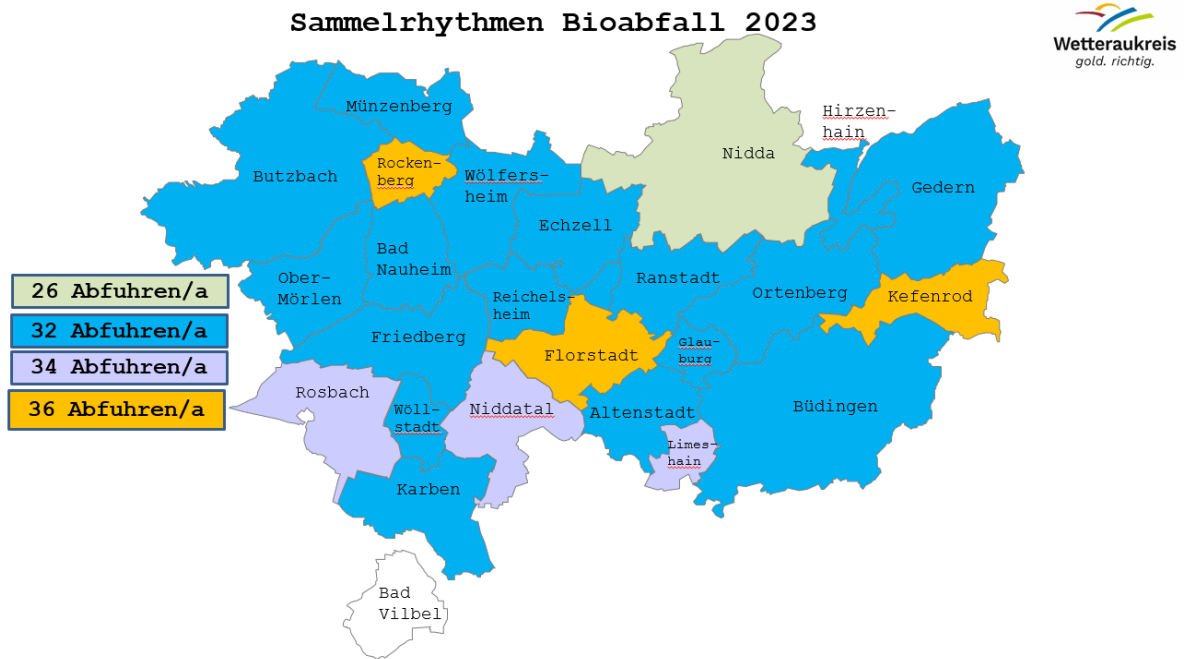 Sammelrhythmen Bioabfall 2023
Wetteraukreis
gold. richtig.
Münzenberg
Hirzen-
hain
Nidda
Rocken-
berg
Butzbach
Wölfers-
heim
Gedern
Echzell
Bad
Nauheim
Ober-
Mörlen
Ranstadt
Ortenberg
Kefenrod
Reichels-
heim
26 Abfuhren/a
32 Abfuhren/a
34 Abfuhren/a
36 Abfuhren/a
Friedberg
Glau-
burg
Florstadt
Rosbach
Wöll-
stadt
Niddatal
Altenstadt
Büdingen
Limes-
hain
Karben
Bad
Vilbel